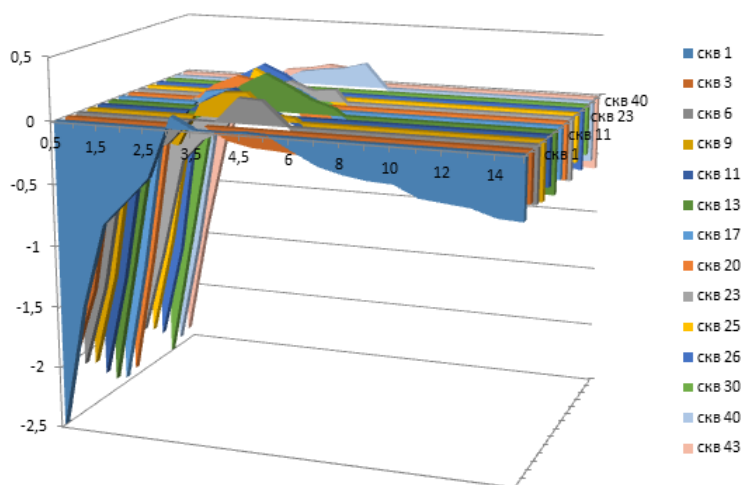 0,5
0
-0,5
-1
-1,5
-2
-2,5
0,5
1,5
2,5
3,5
4,5
6
8
10
12
14
скв 1
скв 11
скв 23
скв 40
скв 1
скв 3
скв 6
скв 9
скв 11
скв 13
скв 17
скв 20
скв 23
скв 25
скв 26
скв 30
скв 40
скв 43